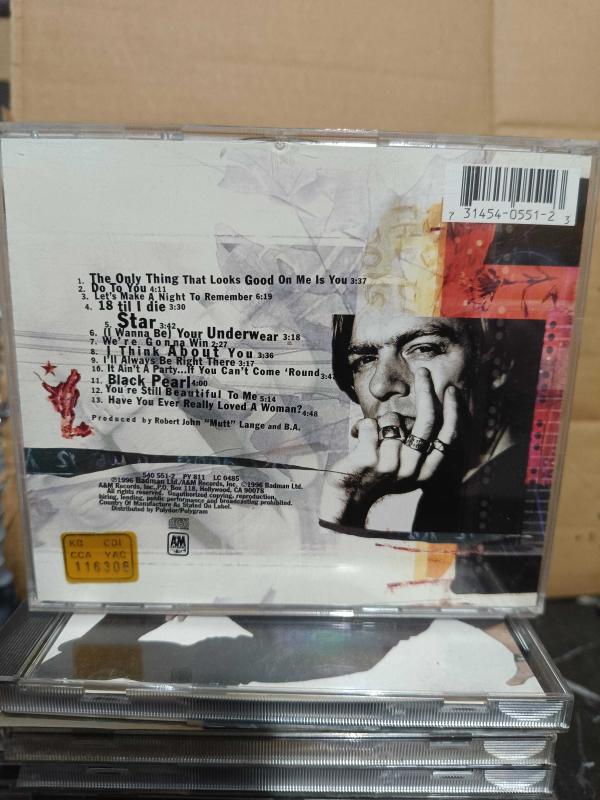 7 31454-0551-2 3
1. The Only Thing That Looks Good On Me Is You 3:37
2. Do To You 4:11
3. Let's Make A Night To Remember 6:19
4. 18 til I die 3:30
5. Star 3:42
6. (I Wanna Be) Your Underwear 3:18
7. We're Gonna Win 2:27
8. I Think About You 3:36
9. I'll Always Be Right There 3:17
10. It Ain't A Party...If You Can't Come 'Round 3:47
11. Black Pearl 4:00
12. You're Still Beautiful To Me 5:14
13. Have You Ever Really Loved A Woman? 4:48
Produced by Robert John "Mutt" Lange and B.A.
540 551-2 PY 811 LC 0485
℗1996 Badman Ltd./A&M Records, Inc. ©1996 Badman Ltd.
A&M Records, Inc. P.O. Box 118, Hollywood, CA 90078
All rights reserved. Unauthorized copying, reproduction,
hiring, lending, public performance and broadcasting prohibited.
Country Of Manufacture As Stated On Label.
Distributed by Polydor/Polygram
A&M
KB CDI
CCA YAC
116308